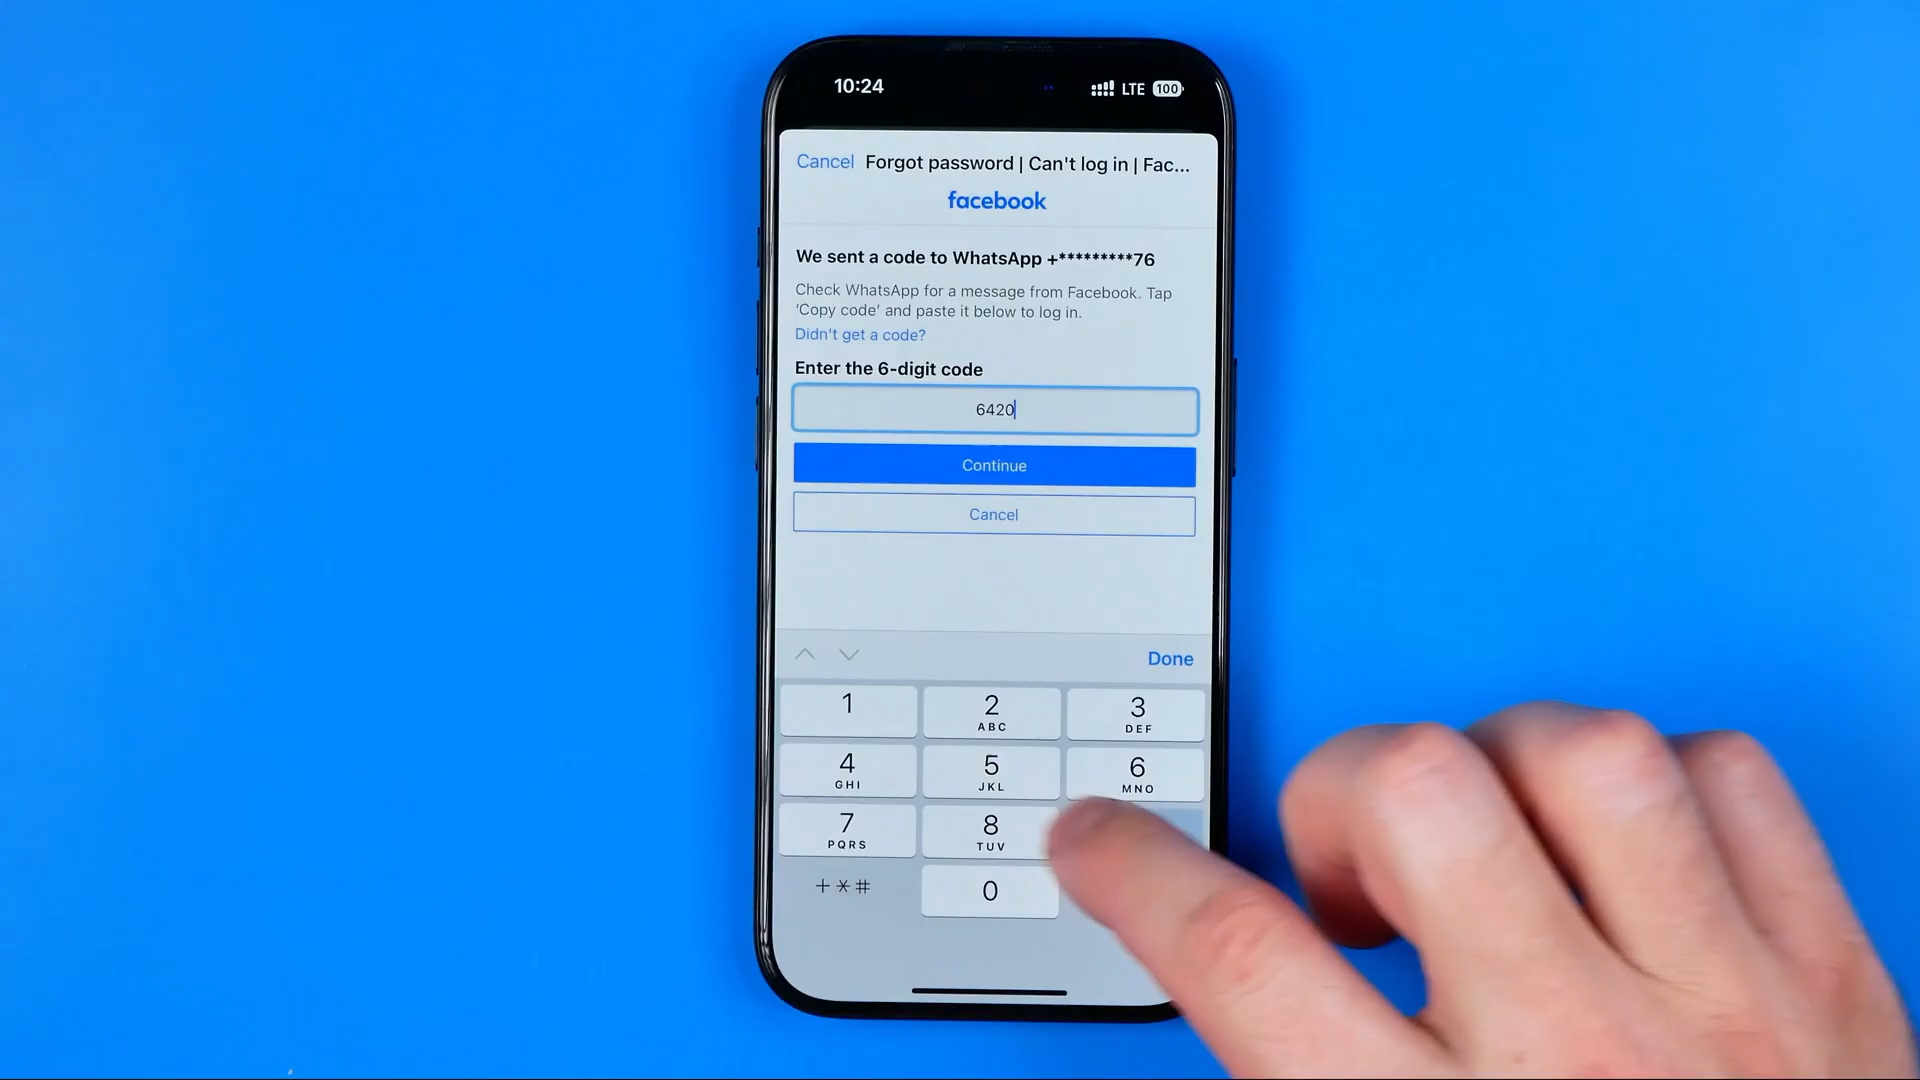 10:24
LTE 100
Cancel Forgot password | Can't log in | Fac...
facebook
We sent a code to WhatsApp +*********76
Check WhatsApp for a message from Facebook. Tap
'Copy code' and paste it below to log in.
Didn't get a code?
Enter the 6-digit code
6420
Continue
Cancel
Done
1 2 3
ABC DEF
4 5 6
GHI JKL MNO
7 8
PQRS TUV
+*# 0